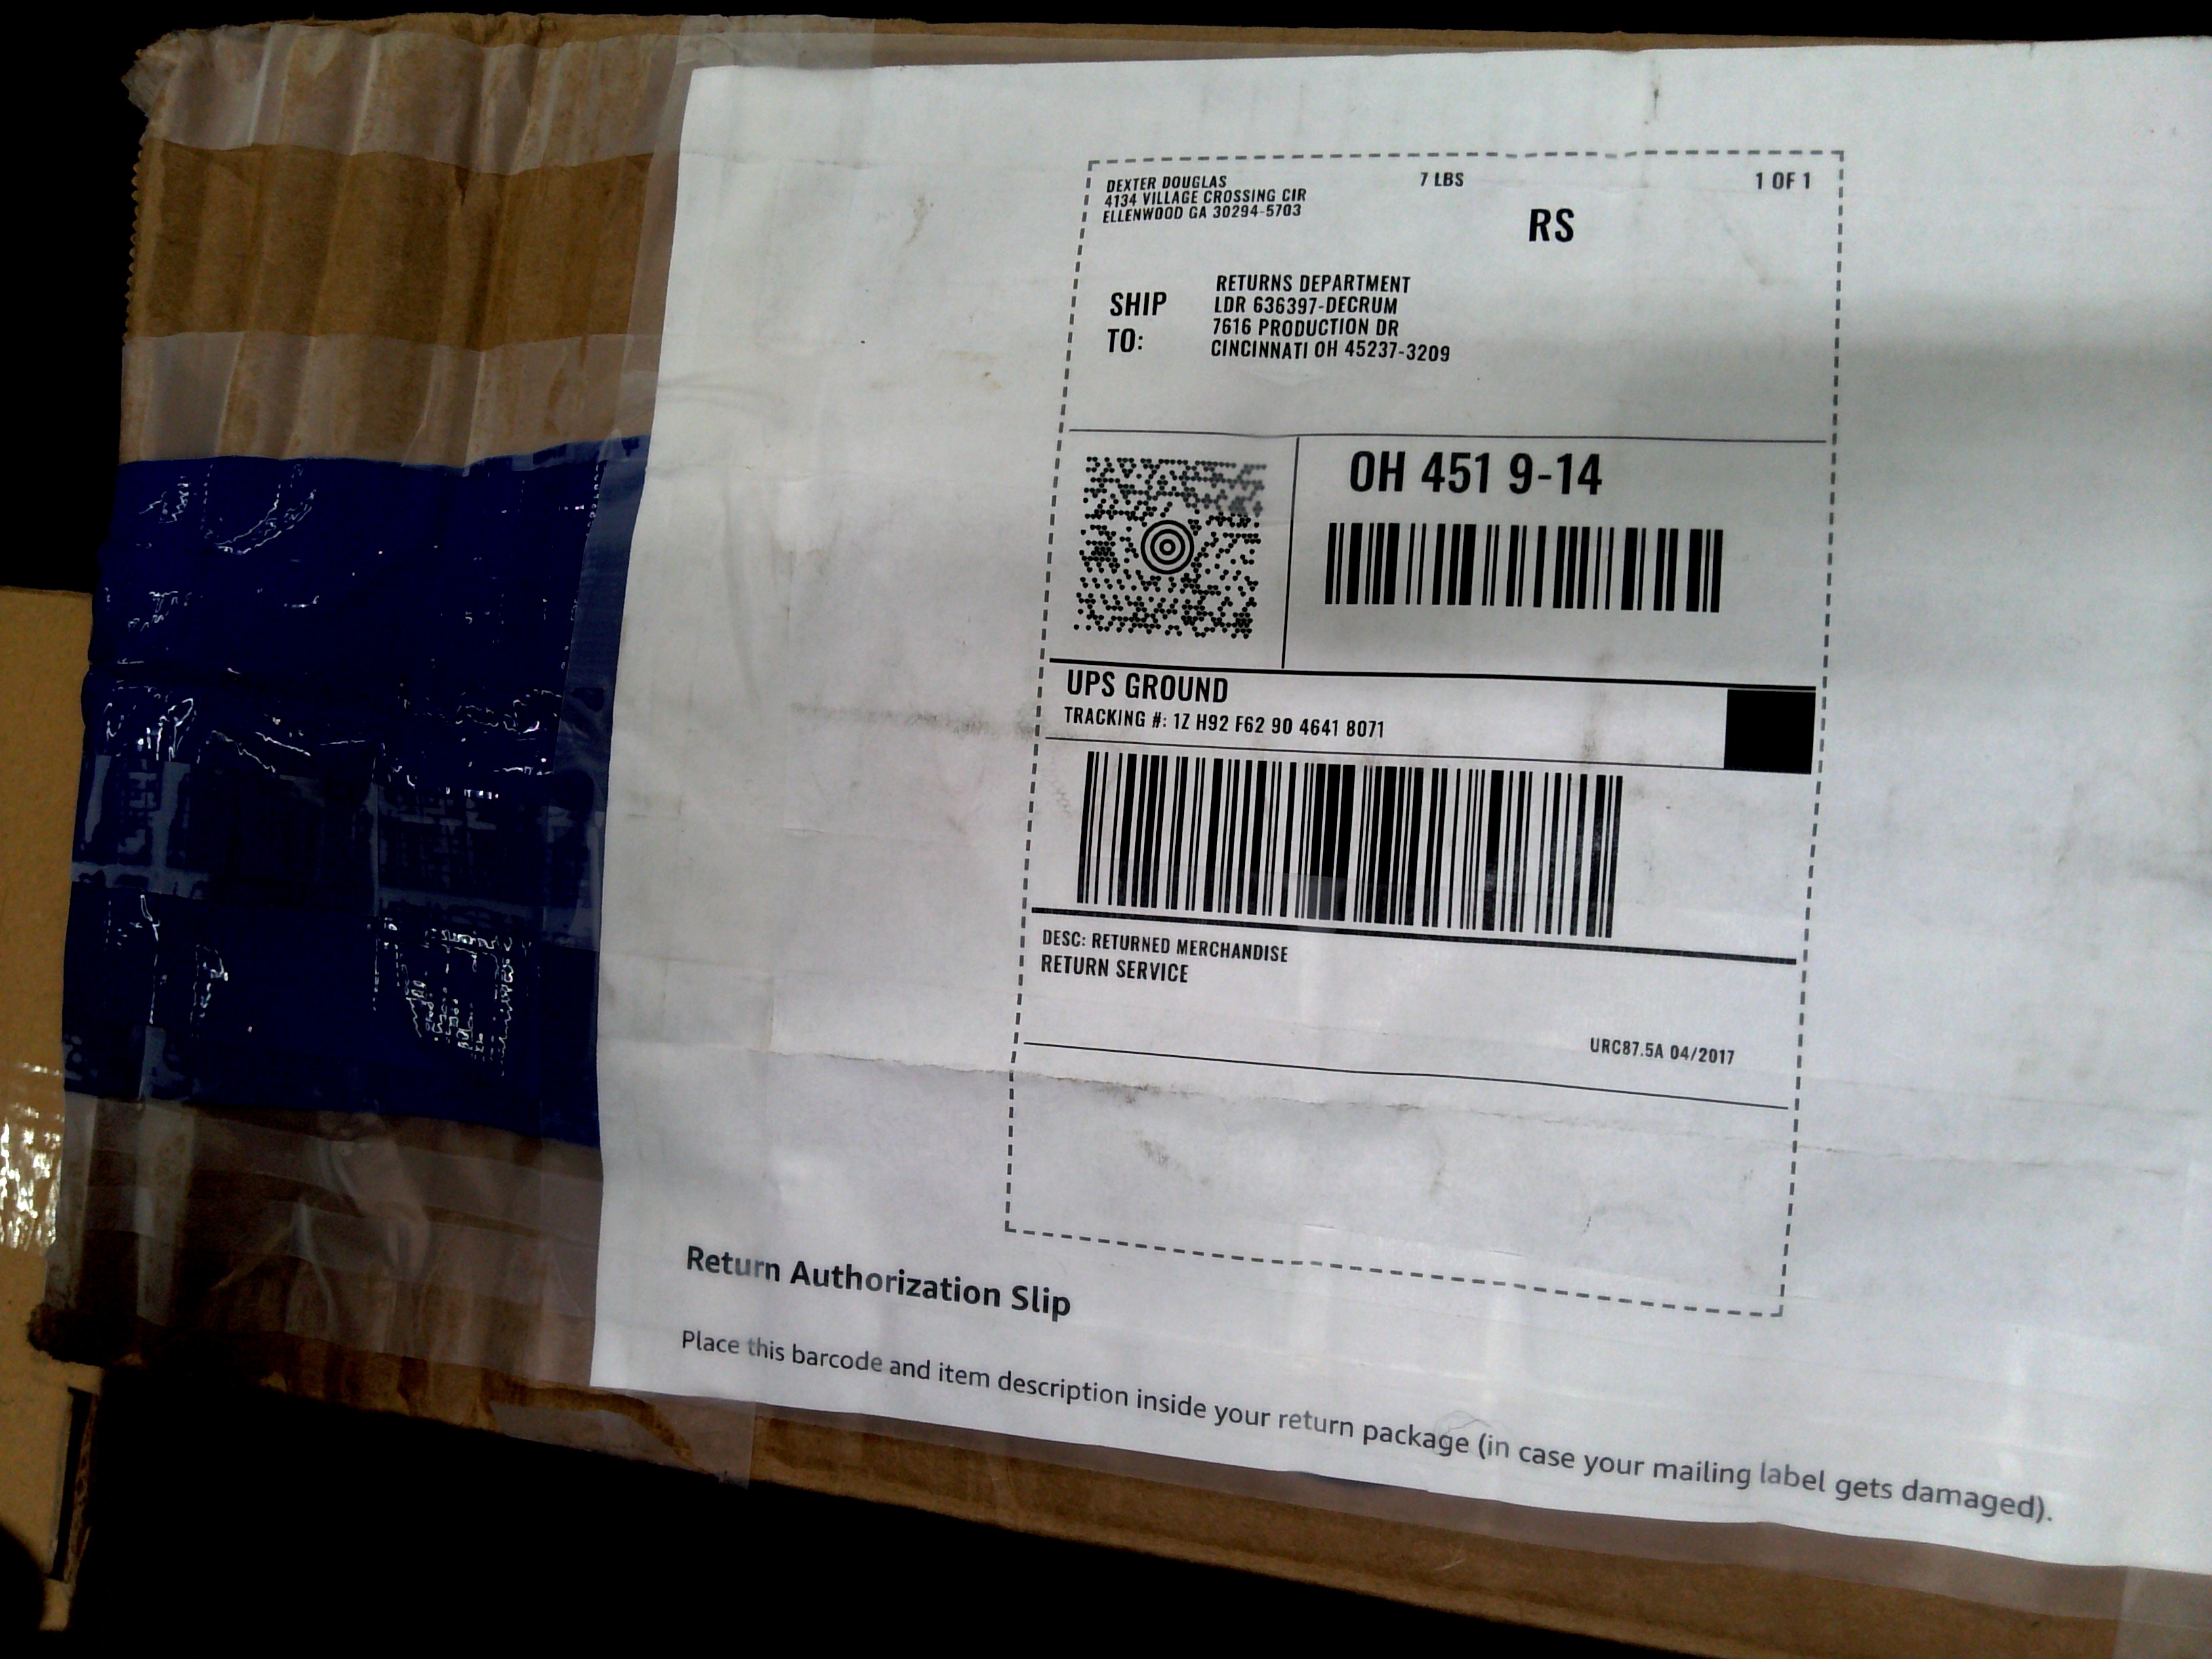 DEXTER DOUGLAS
4134 VILLAGE CROSSING CIR
ELLENWOOD GA 30294-5703
7 LBS
1 OF 1
RS
SHIP TO:
RETURNS DEPARTMENT
LDR 636397-DECRUM
7616 PRODUCTION DR
CINCINNATI OH 45237-3209
OH 451 9-14
UPS GROUND
TRACKING #: 1Z H92 F62 90 4641 8071
DESC: RETURNED MERCHANDISE
RETURN SERVICE
URC87.5A 04/2017
Return Authorization Slip
Place this barcode and item description inside your return package (in case your mailing label gets damaged).